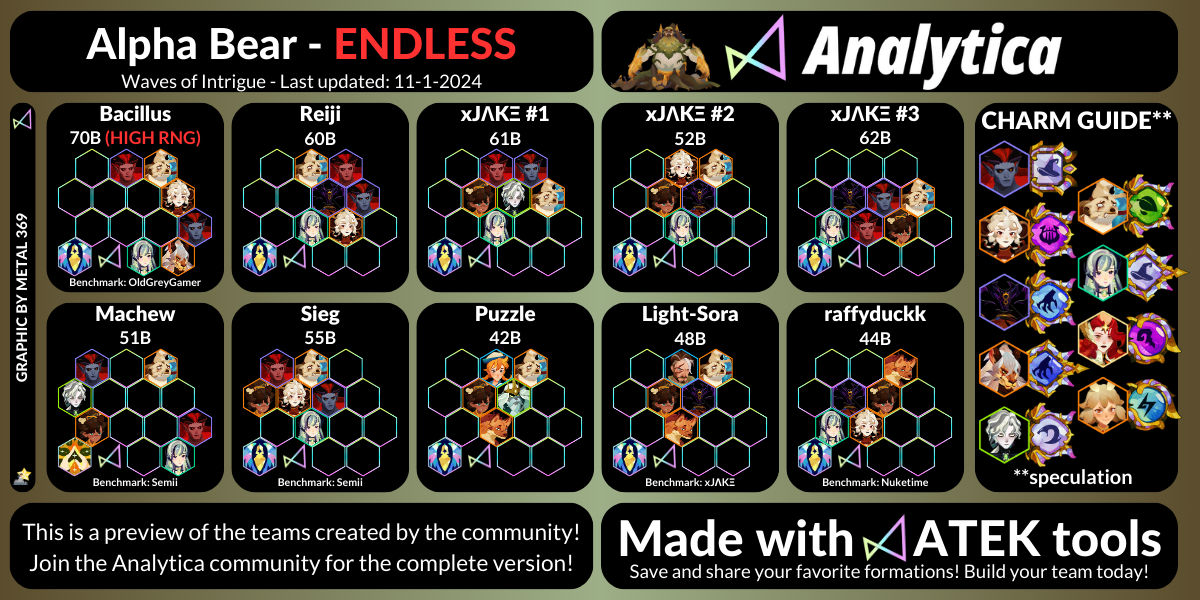 Alpha Bear - ENDLESS
Waves of Intrigue - Last updated: 11-1-2024
Analytica
GRAPHIC BY METAL 369
Bacillus
70B (HIGH RNG)
Benchmark: OldGreyGamer
Reiji
60B
xJΛKΞ #1
61B
xJΛKΞ #2
52B
xJΛKΞ #3
62B
Machew
51B
Benchmark: Semii
Sieg
55B
Benchmark: Semii
Puzzle
42B
Light-Sora
48B
Benchmark: xJΛKΞ
raffyduckk
44B
Benchmark: Nuketime
CHARM GUIDE**
**speculation
This is a preview of the teams created by the community!
Join the Analytica community for the complete version!
Made with ATEK tools
Save and share your favorite formations! Build your team today!